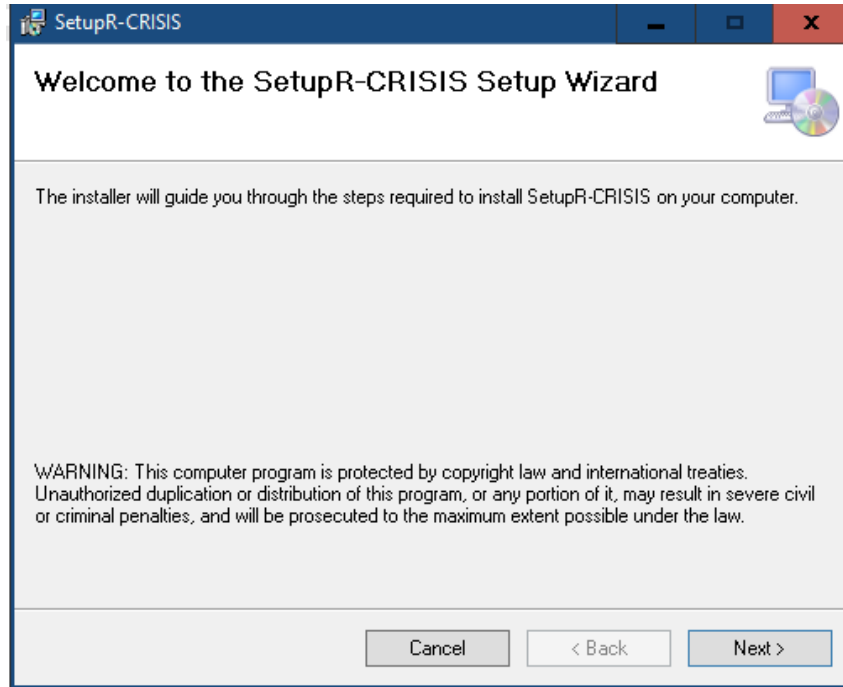 SetupR-CRISIS
Welcome to the SetupR-CRISIS Setup Wizard
The installer will guide you through the steps required to install SetupR-CRISIS on your computer.
WARNING: This computer program is protected by copyright law and international treaties.
Unauthorized duplication or distribution of this program, or any portion of it, may result in severe civil
or criminal penalties, and will be prosecuted to the maximum extent possible under the law.
Cancel
< Back
Next >